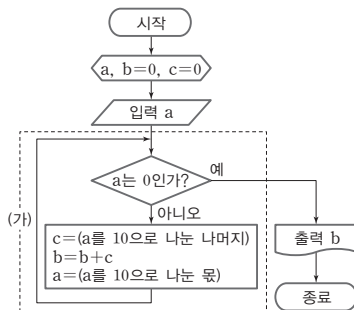 시작
a, b=0, c=0
입력 a
a는 0인가?
예
아니오
(가)
c=(a를 10으로 나눈 나머지)
b=b+c
a=(a를 10으로 나눈 몫)
출력 b
종료